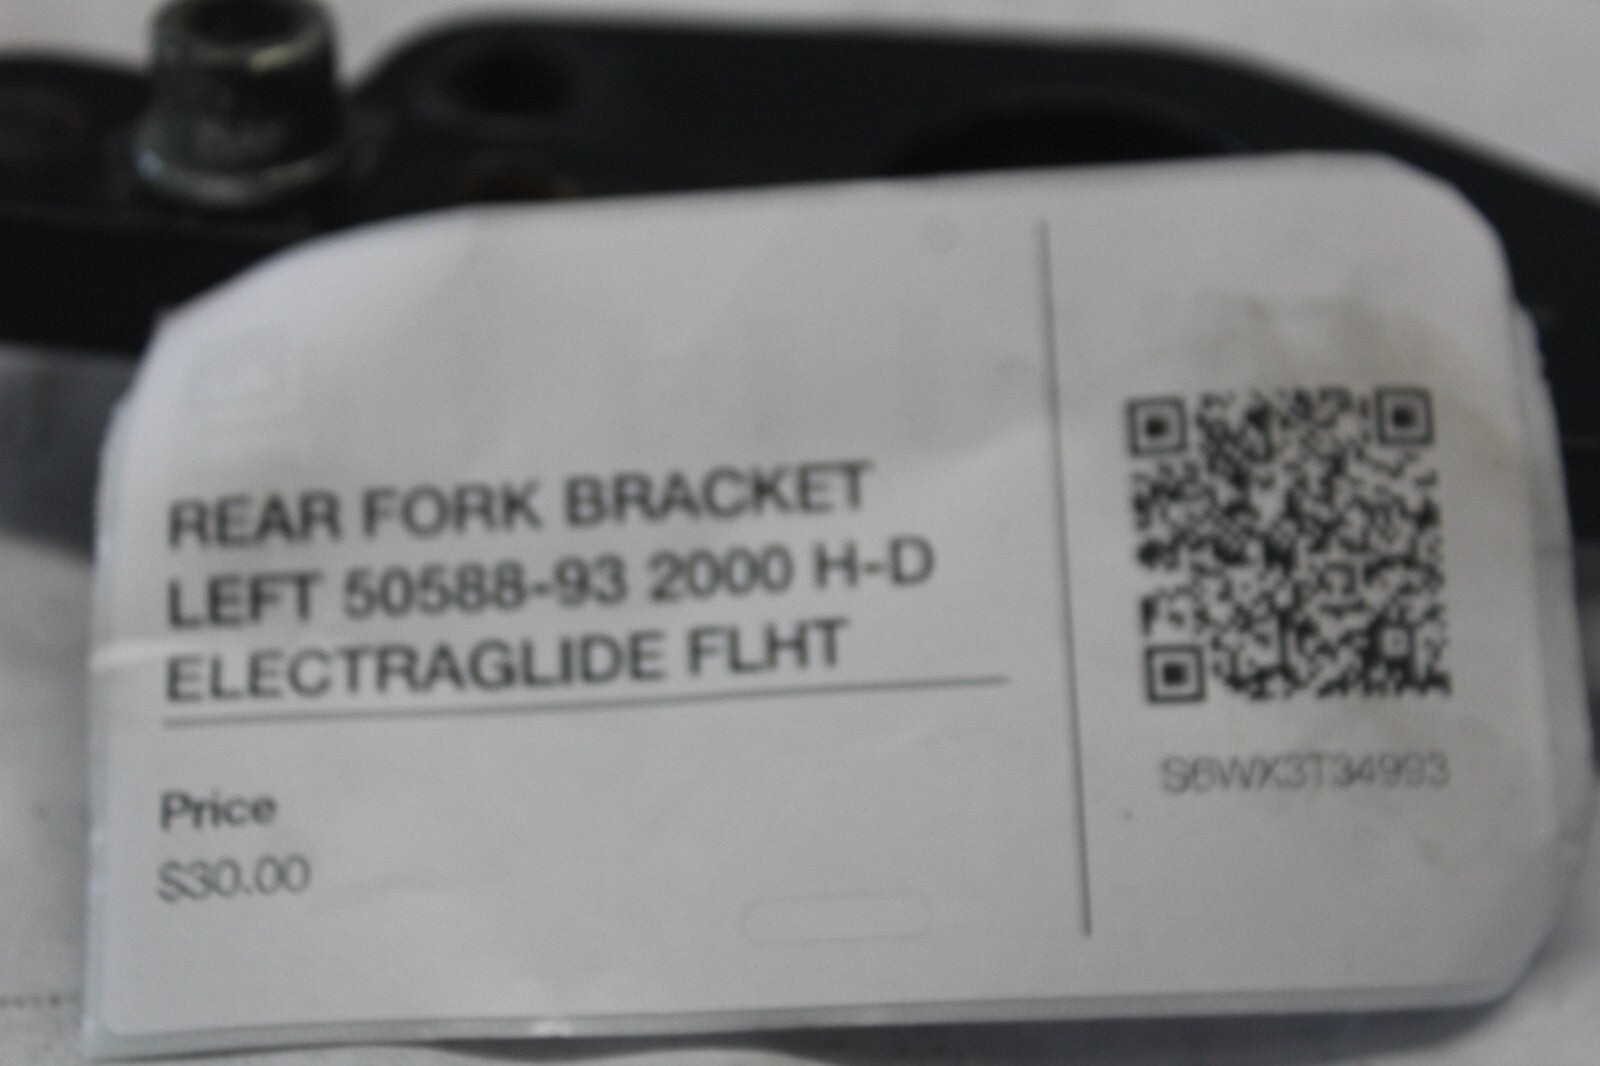 REAR FORK BRACKET
LEFT 50588-93 2000 H-D
ELECTRAGLIDE FLHT
Price
$30.00
S6WX3T34993